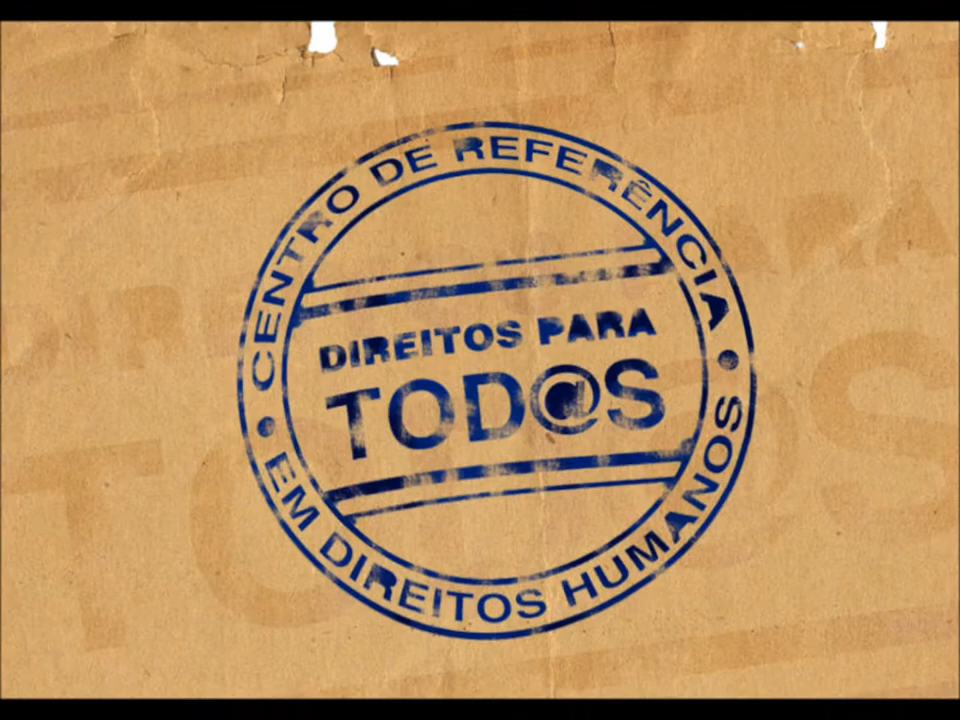 CENTRO DE REFERÊNCIA
DIREITOS PARA
TOD@S
EM DIREITOS HUMANOS